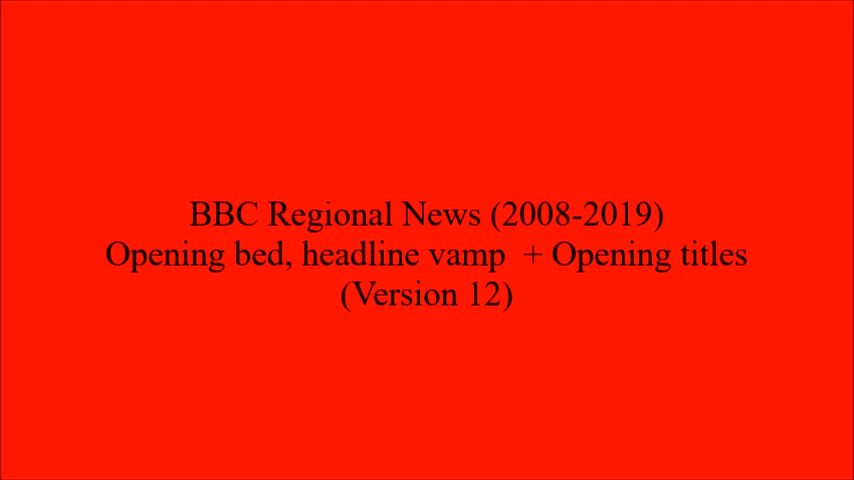 BBC Regional News (2008-2019)
Opening bed, headline vamp  + Opening titles
(Version 12)